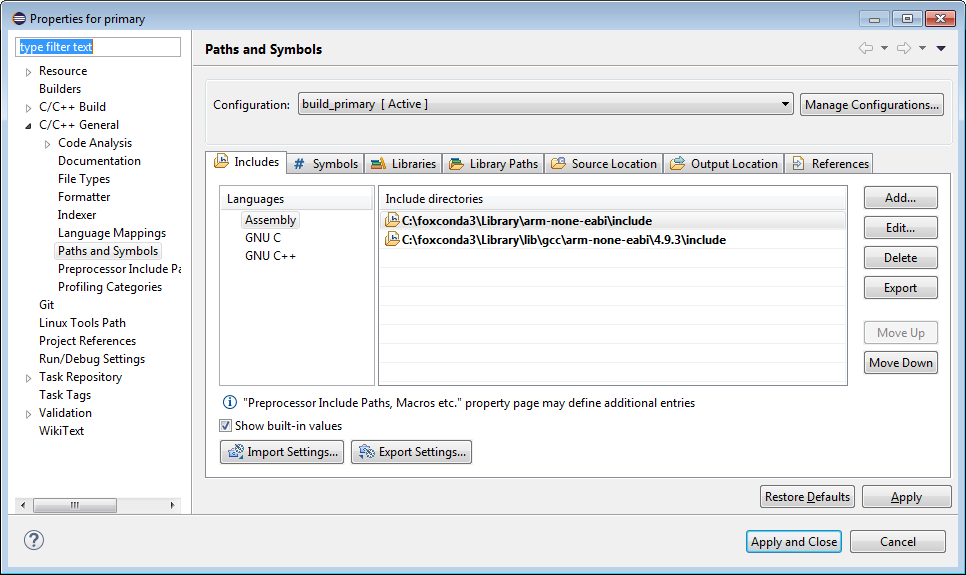 Properties for primary
type filter text
Resource
Builders
C/C++ Build
C/C++ General
Code Analysis
Documentation
File Types
Formatter
Indexer
Language Mappings
Paths and Symbols
Preprocessor Include Pa
Profiling Categories
Git
Linux Tools Path
Project References
Run/Debug Settings
Task Repository
Task Tags
Validation
WikiText
Paths and Symbols
Configuration: build_primary [ Active ] Manage Configurations...
Includes # Symbols Libraries Library Paths Source Location Output Location References
Languages
Assembly
GNU C
GNU C++
Include directories
C:\foxconda3\Library\arm-none-eabi\include
C:\foxconda3\Library\lib\gcc\arm-none-eabi\4.9.3\include
Add...
Edit...
Delete
Export
Move Up
Move Down
"Preprocessor Include Paths, Macros etc." property page may define additional entries
Show built-in values
Import Settings... Export Settings...
Restore Defaults Apply
Apply and Close Cancel